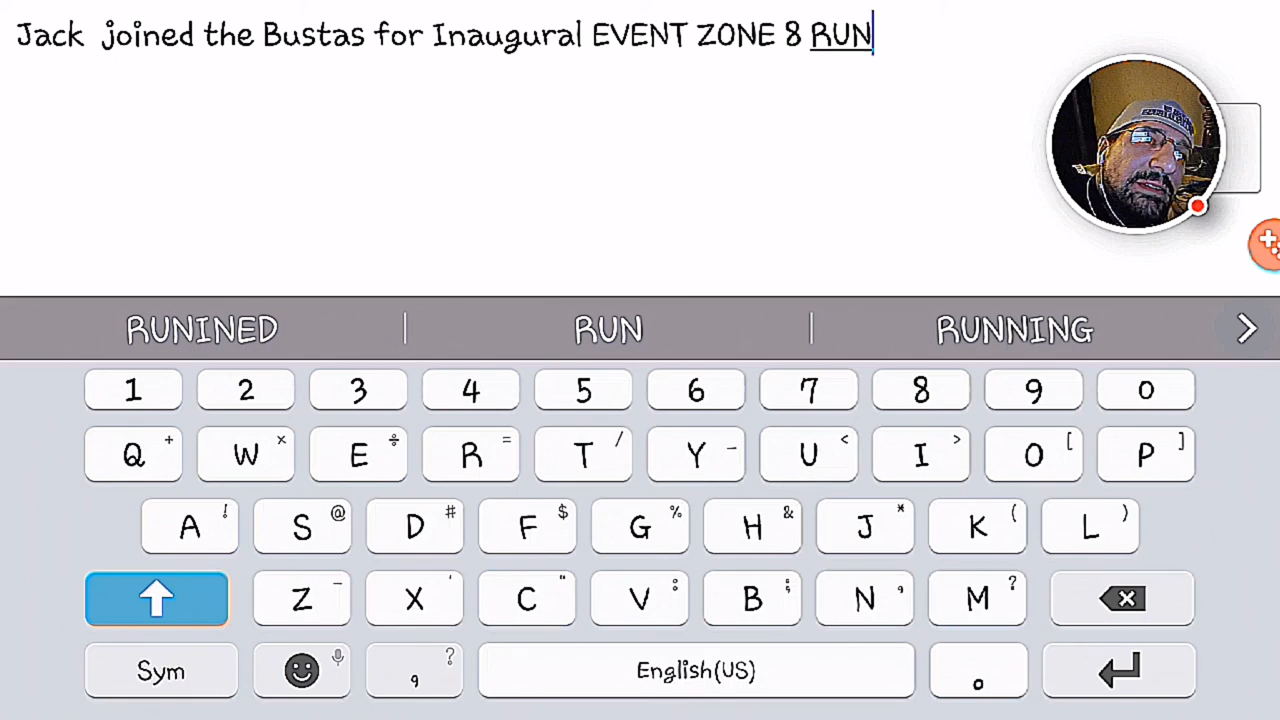 Jack  joined the Bustas for Inaugural EVENT ZONE 8 RUN
RUNINED RUN RUNNING
1 2 3 4 5 6 7 8 9 0
Q + W × E ÷ R = T / Y _ U < I > O [ P ]
A ! S @ D # F $ G % H & J * K ( L )
Z - X ' C " V : B ; N , M ?
Sym , ? English(US) .